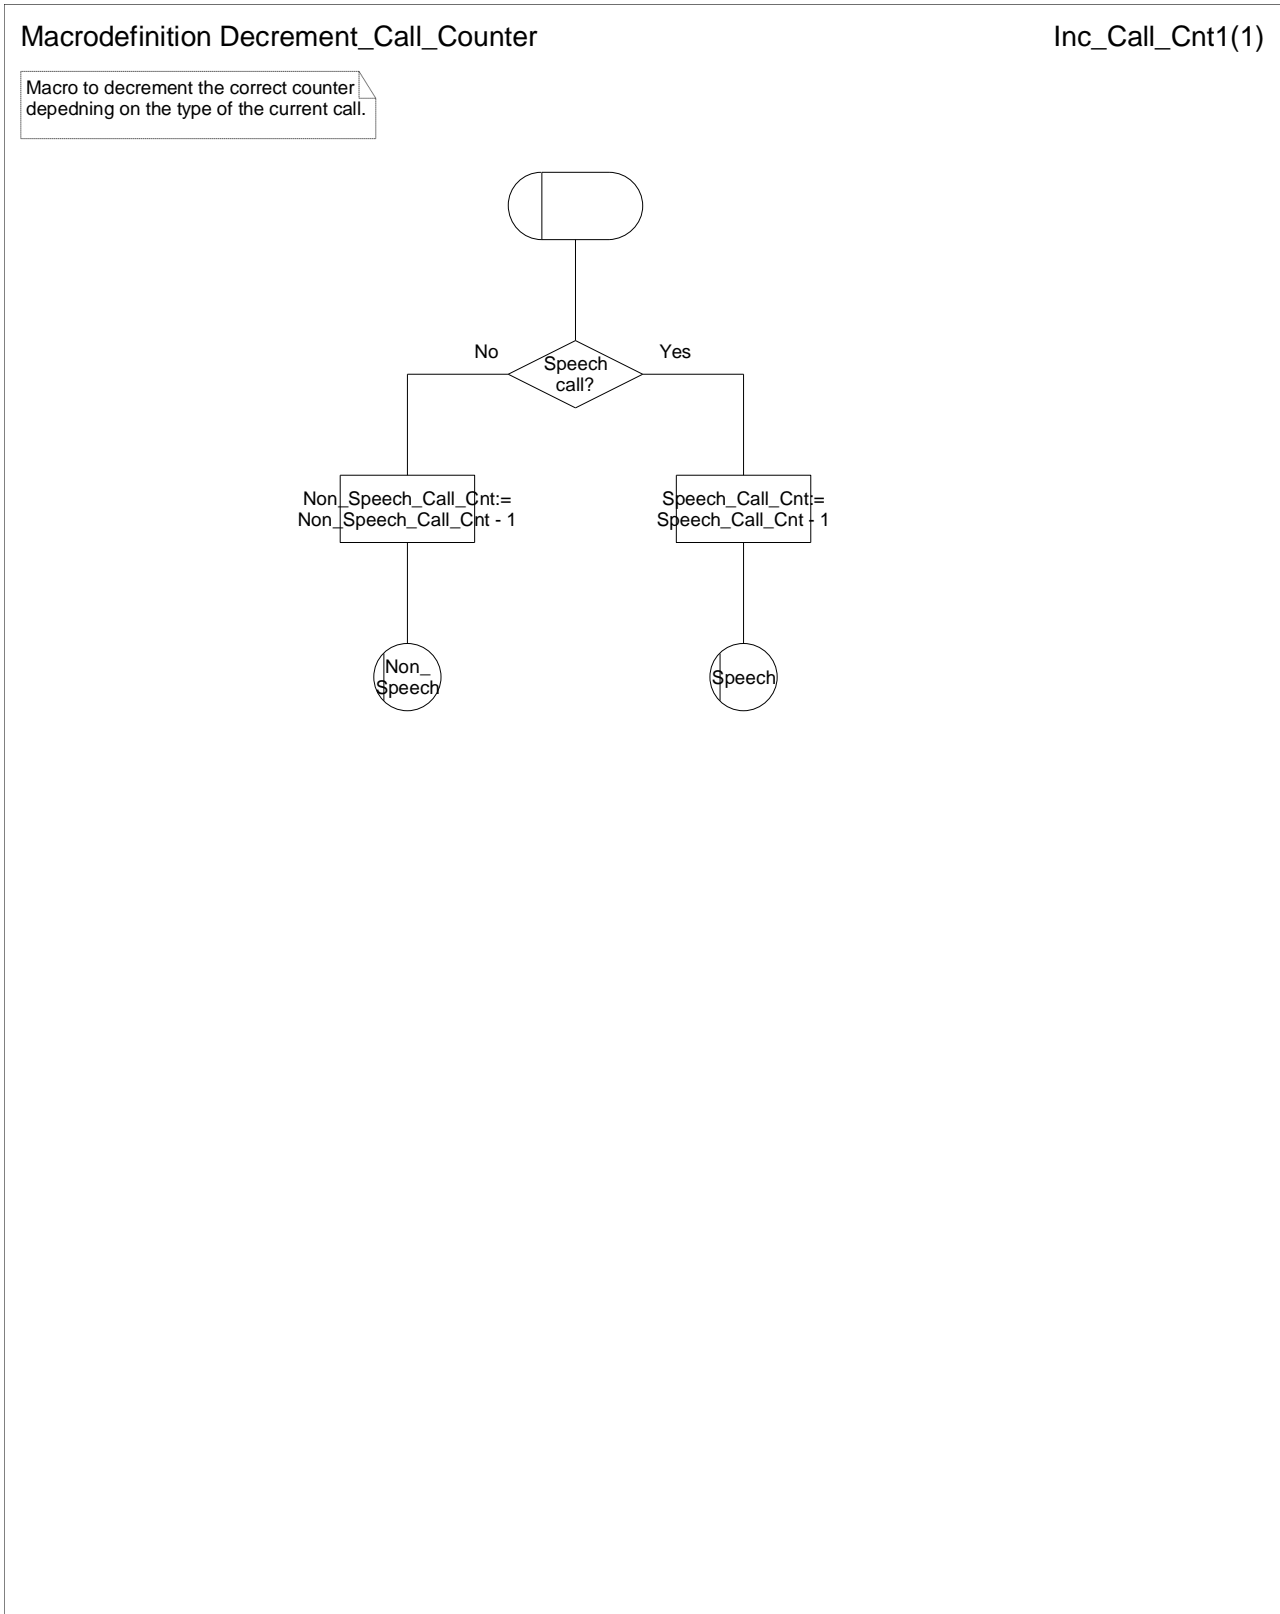 Macrodefinition Decrement_Call_Counter
Inc_Call_Cnt1(1)
Macro to decrement the correct counter
depedning on the type of the current call.
No
Speech
call?
Yes
Non_Speech_Call_Cnt:=
Non_Speech_Call_Cnt - 1
Speech_Call_Cnt:=
Speech_Call_Cnt - 1
Non_
Speech
Speech